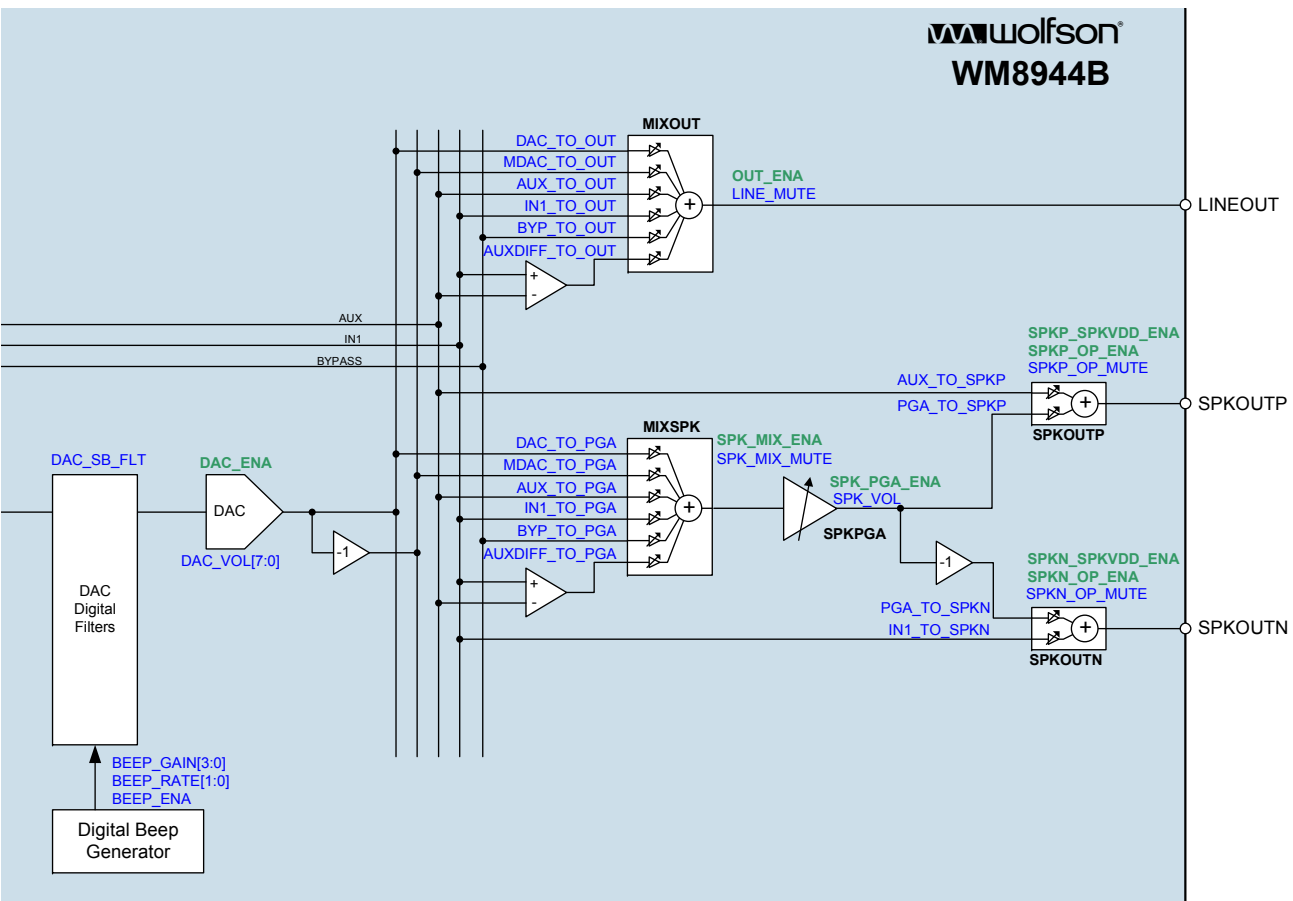 wolfson®
WM8944B
MIXOUT
DAC_TO_OUT
MDAC_TO_OUT
AUX_TO_OUT
IN1_TO_OUT
BYP_TO_OUT
AUXDIFF_TO_OUT
+
+
-
OUT_ENA
LINE_MUTE
LINEOUT
AUX
IN1
BYPASS
SPKP_SPKVDD_ENA
SPKP_OP_ENA
SPKP_OP_MUTE
AUX_TO_SPKP
PGA_TO_SPKP
+
SPKOUTP
SPKOUTP
MIXSPK
DAC_TO_PGA
MDAC_TO_PGA
AUX_TO_PGA
IN1_TO_PGA
BYP_TO_PGA
AUXDIFF_TO_PGA
+
+
-
SPK_MIX_ENA
SPK_MIX_MUTE
SPK_PGA_ENA
SPK_VOL
SPKPGA
-1
DAC_SB_FLT
DAC_ENA
DAC
DAC_VOL[7:0]
-1
DAC
Digital
Filters
SPKN_SPKVDD_ENA
SPKN_OP_ENA
SPKN_OP_MUTE
PGA_TO_SPKN
IN1_TO_SPKN
+
SPKOUTN
SPKOUTN
BEEP_GAIN[3:0]
BEEP_RATE[1:0]
BEEP_ENA
Digital Beep
Generator